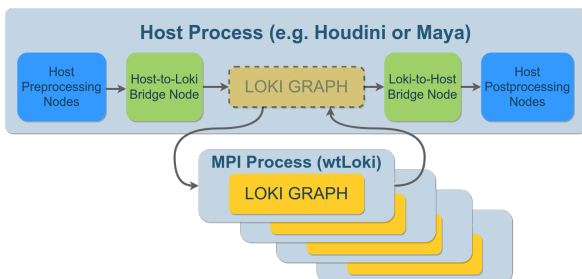 Host Process (e.g. Houdini or Maya)
Host
Preprocessing
Nodes
Host-to-Loki
Bridge Node
LOKI GRAPH
Loki-to-Host
Bridge Node
Host
Postprocessing
Nodes
MPI Process (wtLoki)
LOKI GRAPH